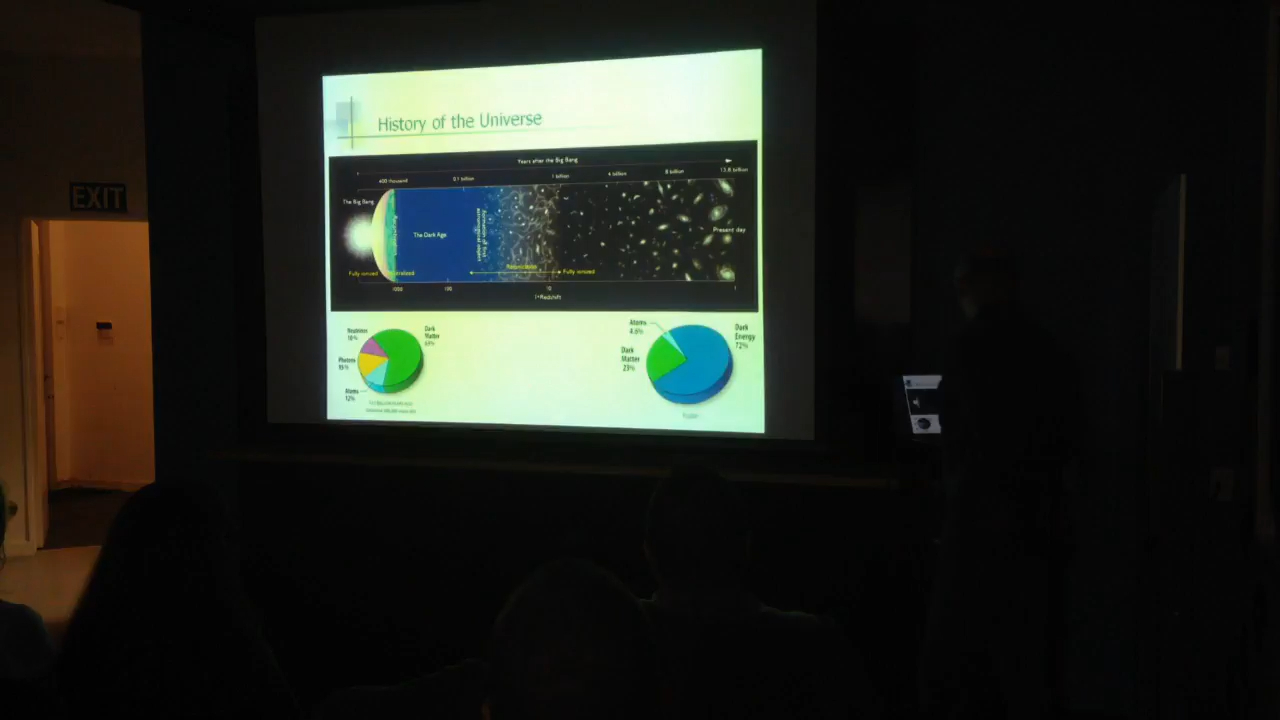 EXIT
History of the Universe
Years after the Big Bang
400 thousand
0.1 billion
1 billion
4 billion
8 billion
13.8 billion
The Big Bang
The Dark Age
Present day
Fully ionized
Reionization
Fully ionized
1000
100
10
1
1+Redshift
Neutrinos
10%
Dark
Matter
63%
Photons
15%
Atoms
12%
Atoms
4.6%
Dark
Energy
72%
Dark
Matter
23%